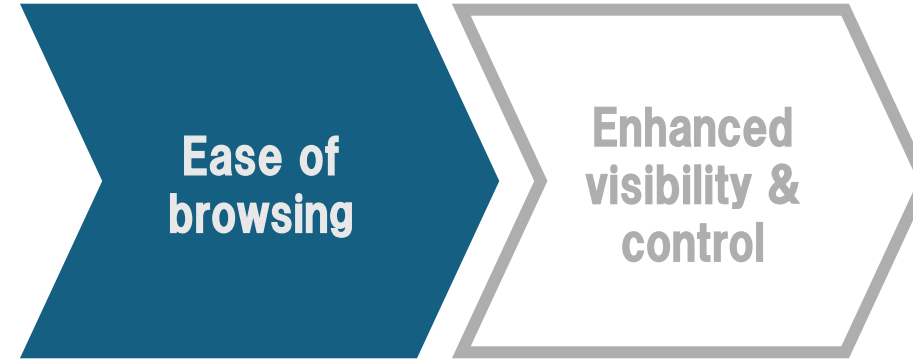 Ease of
browsing
Enhanced
visibility &
control